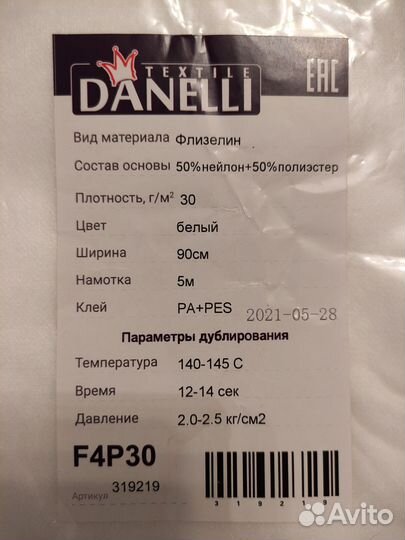 TEXTILE
DANELLI
EAC
Вид материала Флизелин
Состав основы 50%нейлон+50%полиэстер
Плотность, г/м² 30
Цвет белый
Ширина 90см
Намотка 5м
Клей PA+PES 2021-05-28
Параметры дублирования
Температура 140-145 С
Время 12-14 сек
Давление 2.0-2.5 кг/см2
F4P30
Артикул 319219
319219
Avito